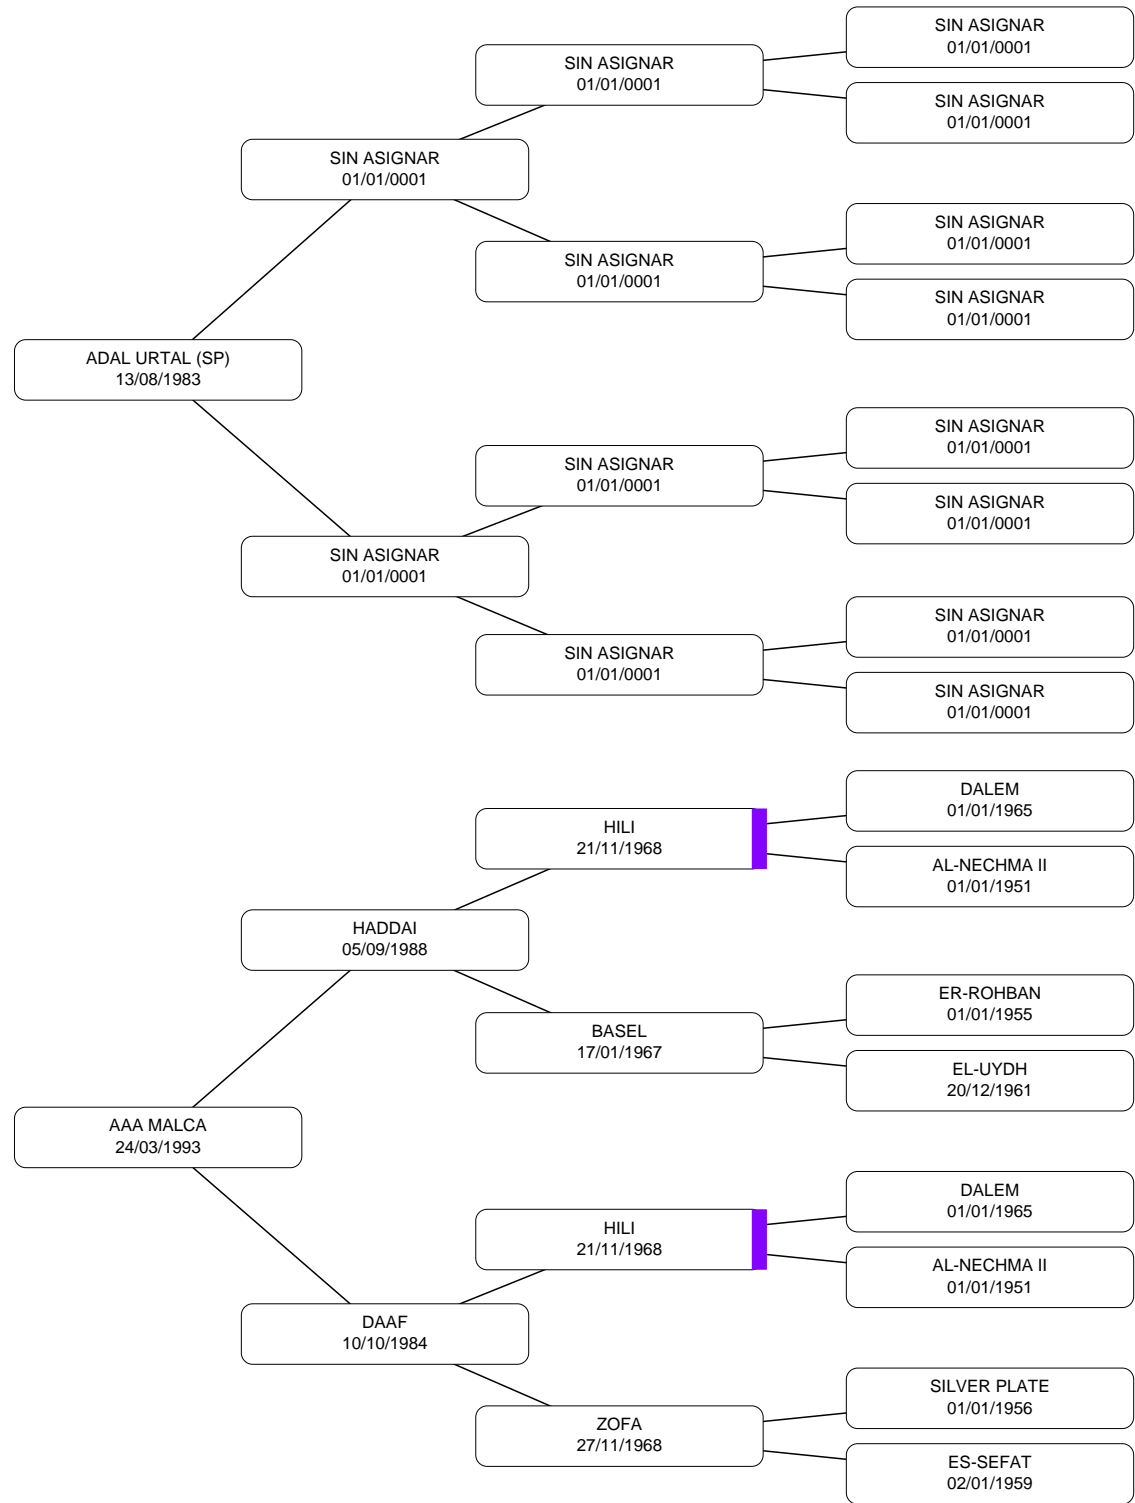 SIN ASIGNAR
01/01/0001
SIN ASIGNAR
01/01/0001
SIN ASIGNAR
01/01/0001
SIN ASIGNAR
01/01/0001
SIN ASIGNAR
01/01/0001
SIN ASIGNAR
01/01/0001
SIN ASIGNAR
01/01/0001
ADAL URTAL (SP)
13/08/1983
SIN ASIGNAR
01/01/0001
SIN ASIGNAR
01/01/0001
SIN ASIGNAR
01/01/0001
SIN ASIGNAR
01/01/0001
SIN ASIGNAR
01/01/0001
SIN ASIGNAR
01/01/0001
SIN ASIGNAR
01/01/0001
DALEM
01/01/1965
HILI
21/11/1968
AL-NECHMA II
01/01/1951
HADDAI
05/09/1988
ER-ROHBAN
01/01/1955
BASEL
17/01/1967
EL-UYDH
20/12/1961
AAA MALCA
24/03/1993
DALEM
01/01/1965
HILI
21/11/1968
AL-NECHMA II
01/01/1951
DAAF
10/10/1984
SILVER PLATE
01/01/1956
ZOFA
27/11/1968
ES-SEFAT
02/01/1959